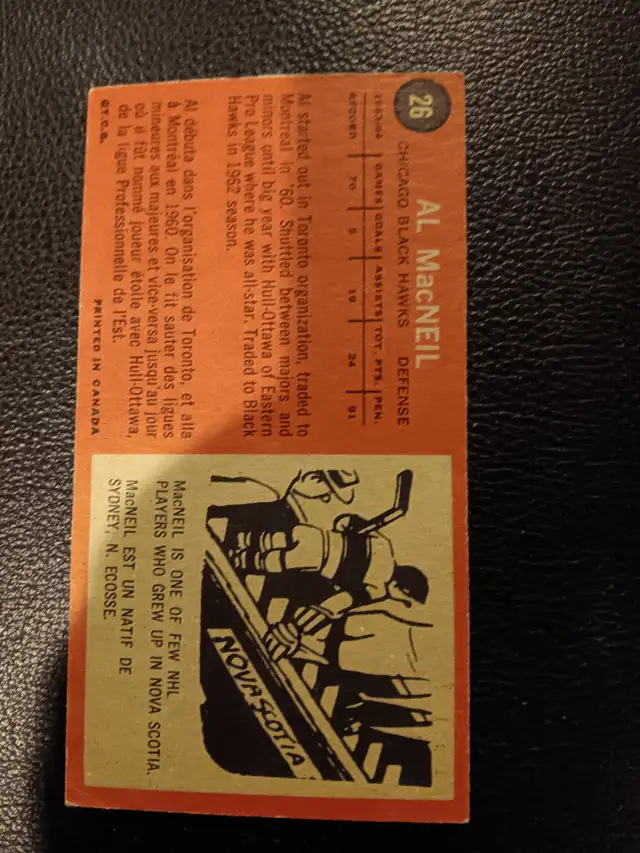 26
AL MacNEIL
CHICAGO BLACK HAWKS DEFENSE
1963-64 GAMES GOALS ASSISTS TOT. PTS. PEN.
RECORD 70 5 19 24 91
Al started out in Toronto organization, traded to
Montreal in '60. Shuttled between majors and
minors until big year with Hull-Ottawa of Eastern
Pro League where he was all-star. Traded to Black
Hawks in 1962 season.
Al débuta dans l'organisation de Toronto, et alla
à Montréal en 1960. On le fit sauter des ligues
mineures aux majeures et vice-versa jusqu'au jour
où il fût nommé joueur étoile avec Hull-Ottawa,
de la ligue Professionnelle de l'Est.
©T.C.G. PRINTED IN CANADA
NOVA SCOTIA
MacNEIL IS ONE OF FEW NHL
PLAYERS WHO GREW UP IN NOVA SCOTIA.
MacNEIL EST UN NATIF DE
SYDNEY, N. ECOSSE.